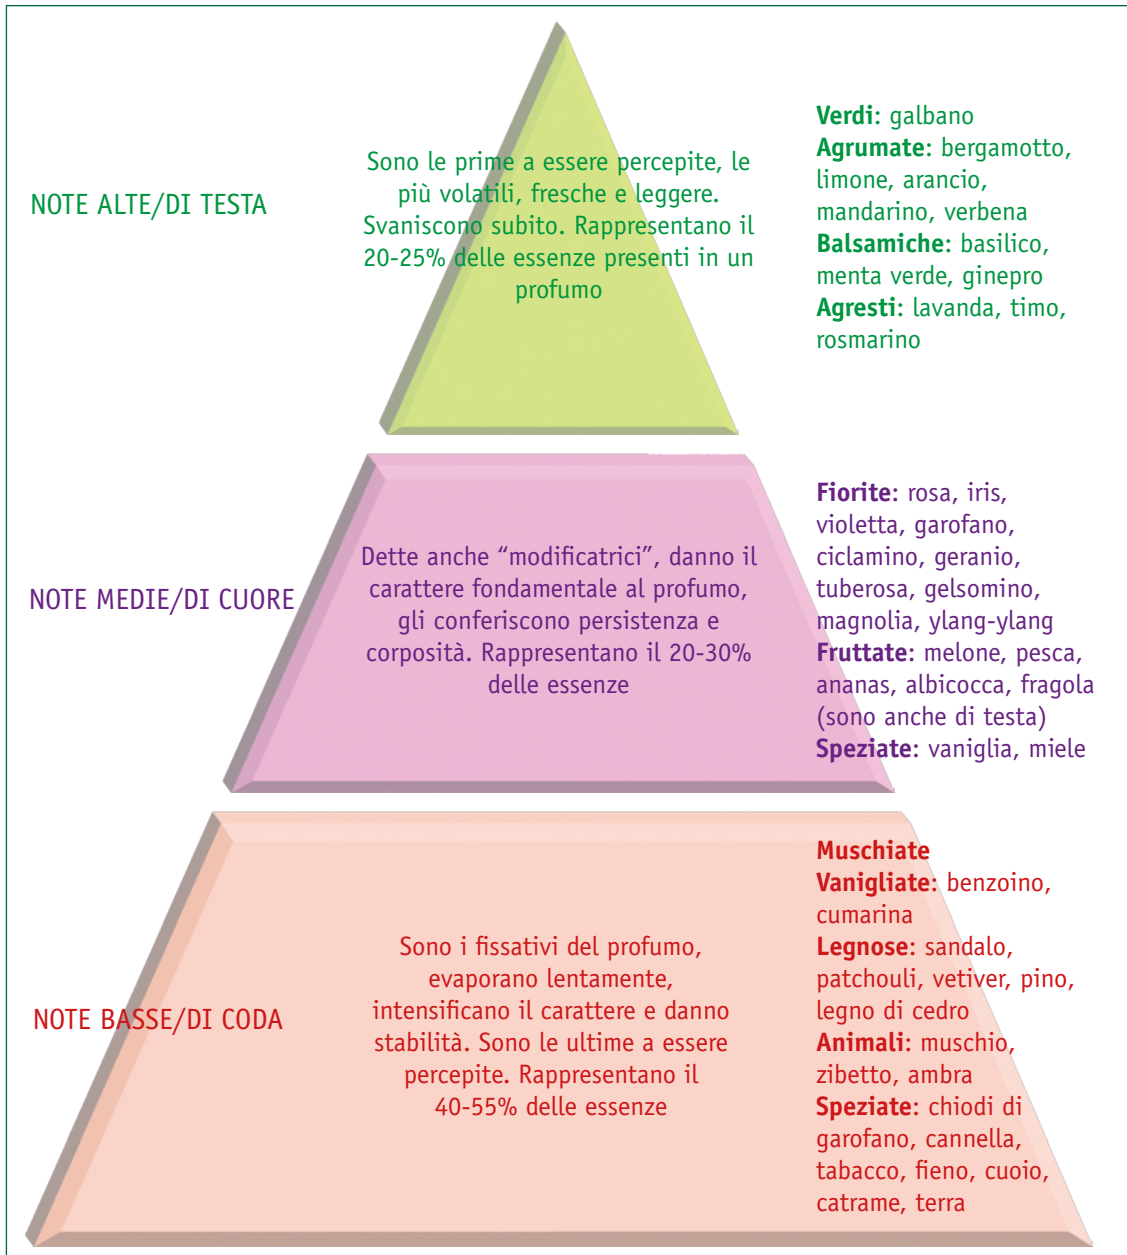 NOTE ALTE/DI TESTA
Sono le prime a essere percepite, le
più volatili, fresche e leggere.
Svaniscono subito. Rappresentano il
20-25% delle essenze presenti in un
profumo
Verdi: galbano
Agrumate: bergamotto,
limone, arancio,
mandarino, verbena
Balsamiche: basilico,
menta verde, ginepro
Agresti: lavanda, timo,
rosmarino
NOTE MEDIE/DI CUORE
Dette anche “modificatrici”, danno il
carattere fondamentale al profumo,
gli conferiscono persistenza e
corposità. Rappresentano il 20-30%
delle essenze
Fiorite: rosa, iris,
violetta, garofano,
ciclamino, geranio,
tuberosa, gelsomino,
magnolia, ylang-ylang
Fruttate: melone, pesca,
ananas, albicocca, fragola
(sono anche di testa)
Speziate: vaniglia, miele
NOTE BASSE/DI CODA
Sono i fissativi del profumo,
evaporano lentamente,
intensificano il carattere e danno
stabilità. Sono le ultime a essere
percepite. Rappresentano il
40-55% delle essenze
Muschiate
Vanigliate: benzoino,
cumarina
Legnose: sandalo,
patchouli, vetiver, pino,
legno di cedro
Animali: muschio,
zibetto, ambra
Speziate: chiodi di
garofano, cannella,
tabacco, fieno, cuoio,
catrame, terra